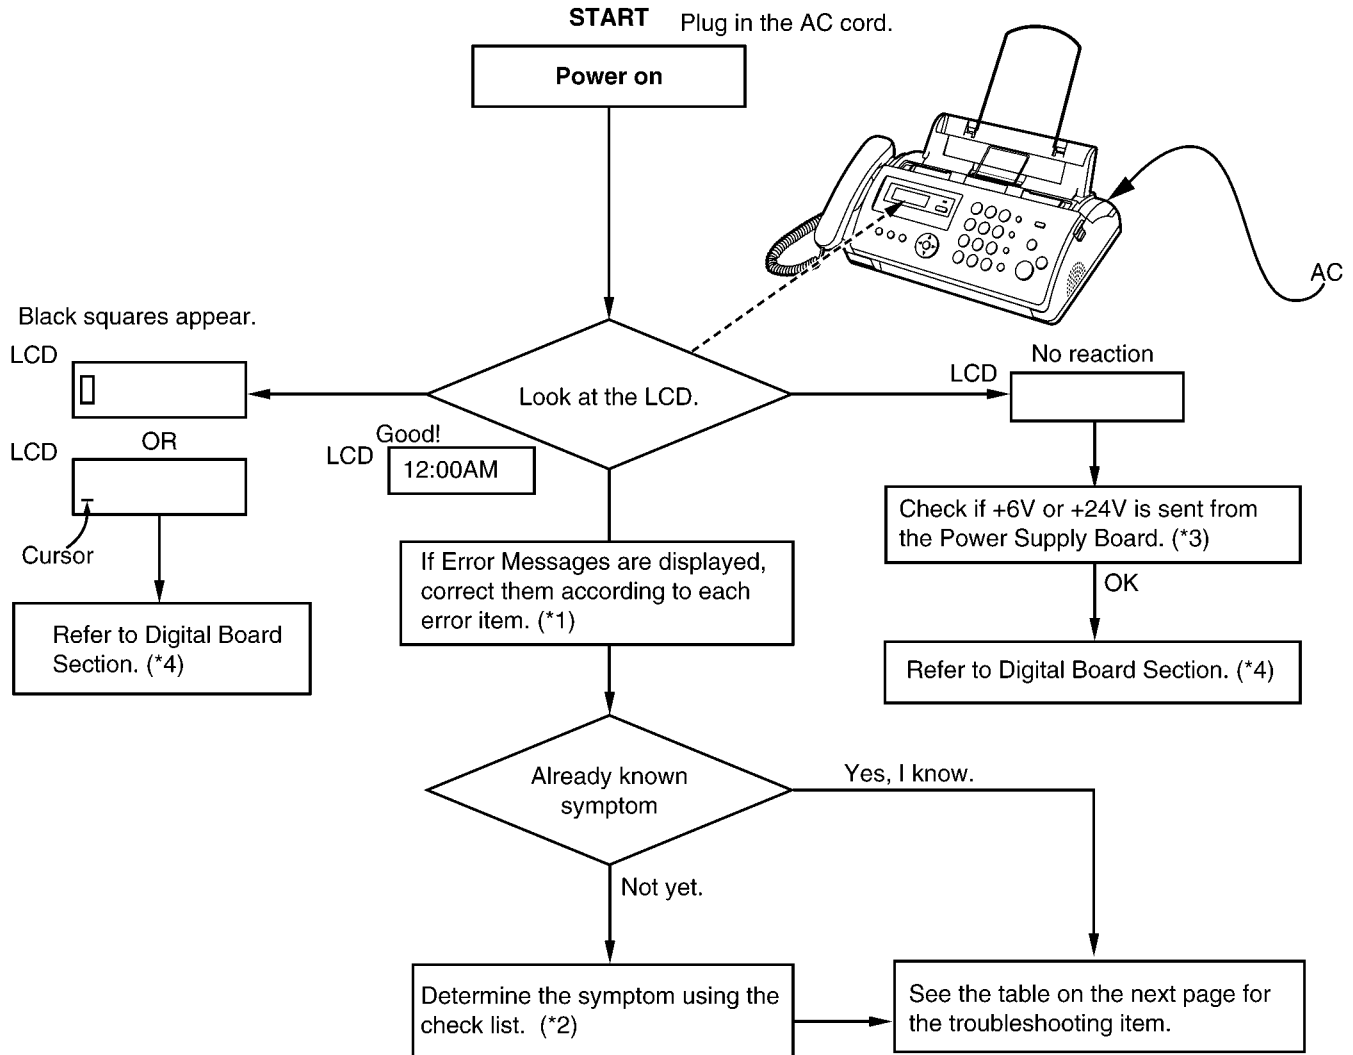 START
Plug in the AC cord.
Power on
AC
Black squares appear.
LCD
OR
LCD
Cursor
Refer to Digital Board
Section. (*4)
Look at the LCD.
Good!
LCD
12:00AM
No reaction
LCD
Check if +6V or +24V is sent from
the Power Supply Board. (*3)
OK
Refer to Digital Board Section. (*4)
If Error Messages are displayed,
correct them according to each
error item. (*1)
Already known
symptom
Yes, I know.
Not yet.
Determine the symptom using the
check list. (*2)
See the table on the next page for
the troubleshooting item.